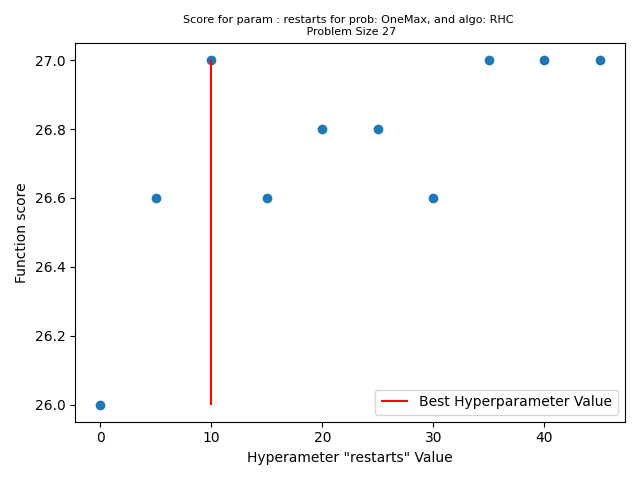 Score for param : restarts for prob: OneMax, and algo: RHC
Problem Size 27
27.0
26.8
26.6
26.4
26.2
26.0
Function score
Best Hyperparameter Value
0 10 20 30 40
Hyperameter "restarts" Value